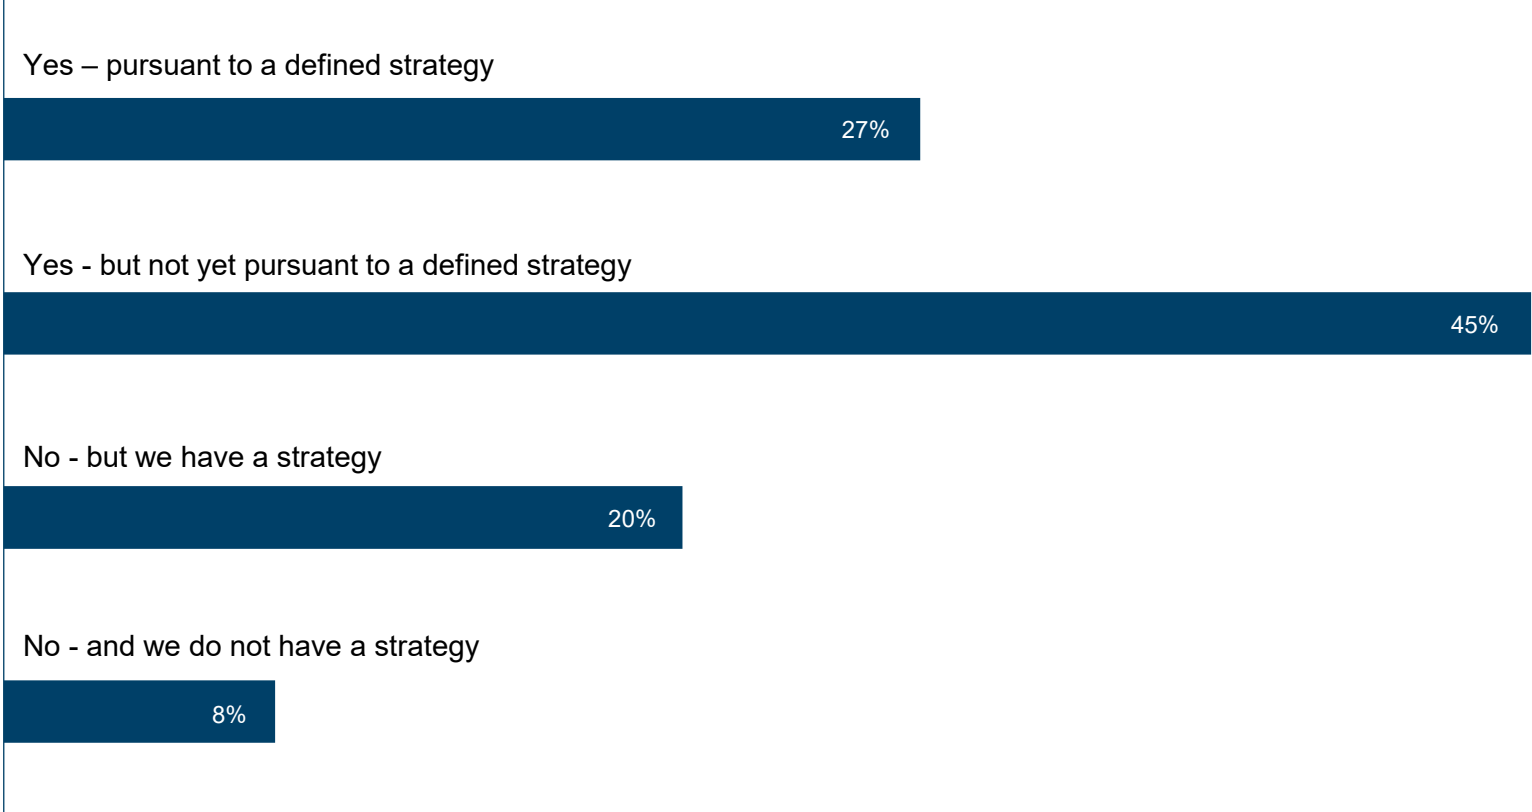 Yes – pursuant to a defined strategy
27%
Yes - but not yet pursuant to a defined strategy
45%
No - but we have a strategy
20%
No - and we do not have a strategy
8%